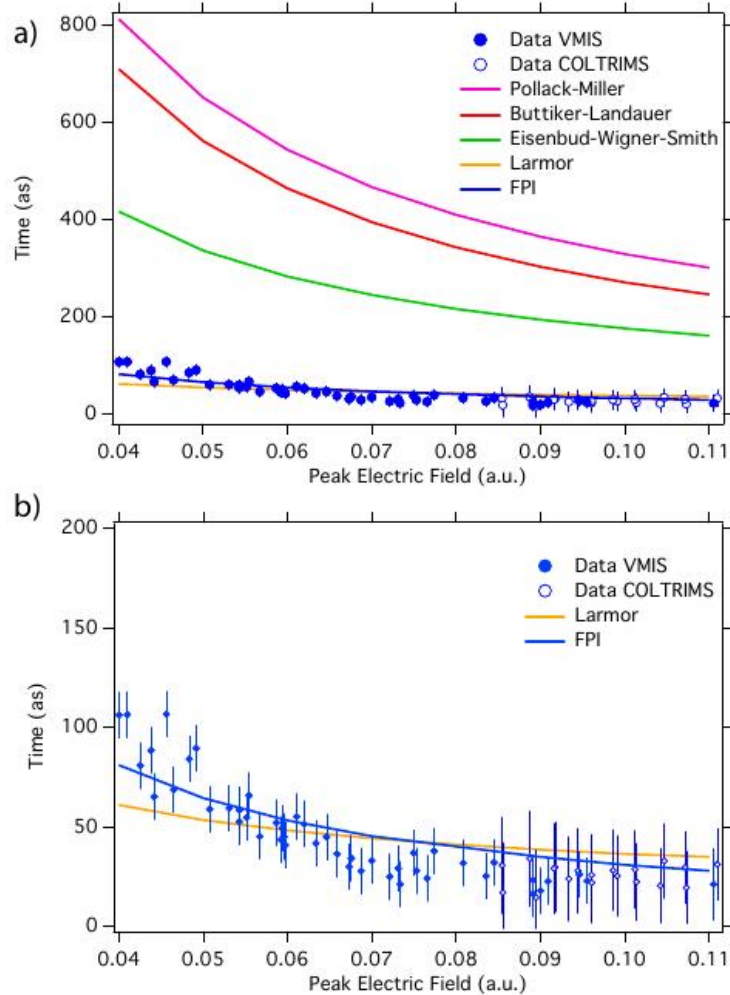 a)
800
600
400
200
0
Time (as)
Data VMIS
Data COLTRIMS
Pollack-Miller
Buttiker-Landauer
Eisenbud-Wigner-Smith
Larmor
FPI
0.04 0.05 0.06 0.07 0.08 0.09 0.10 0.11
Peak Electric Field (a.u.)
b)
200
150
100
50
0
Time (as)
Data VMIS
Data COLTRIMS
Larmor
FPI
0.04 0.05 0.06 0.07 0.08 0.09 0.10 0.11
Peak Electric Field (a.u.)